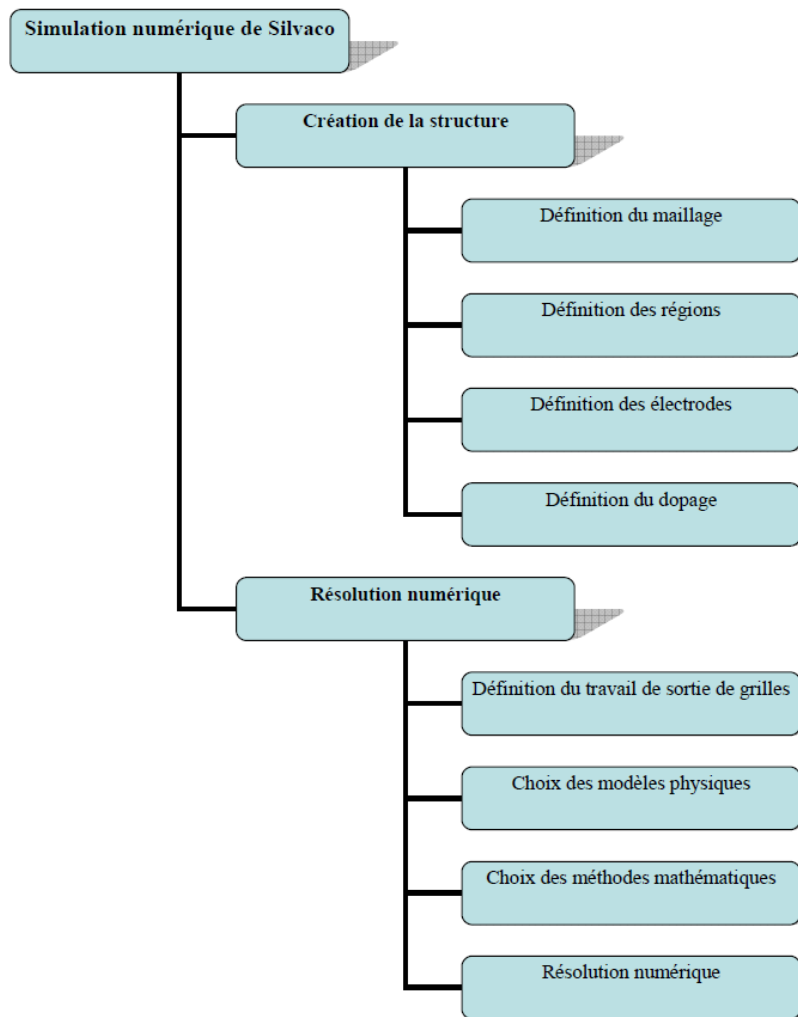 Simulation numérique de Silvaco
Création de la structure
Définition du maillage
Définition des régions
Définition des électrodes
Définition du dopage
Résolution numérique
Définition du travail de sortie de grilles
Choix des modèles physiques
Choix des méthodes mathématiques
Résolution numérique